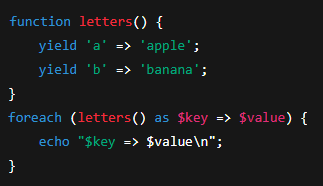 function letters() {
    yield 'a' => 'apple';
    yield 'b' => 'banana';
}
foreach (letters() as $key => $value) {
    echo "$key => $value\n";
}